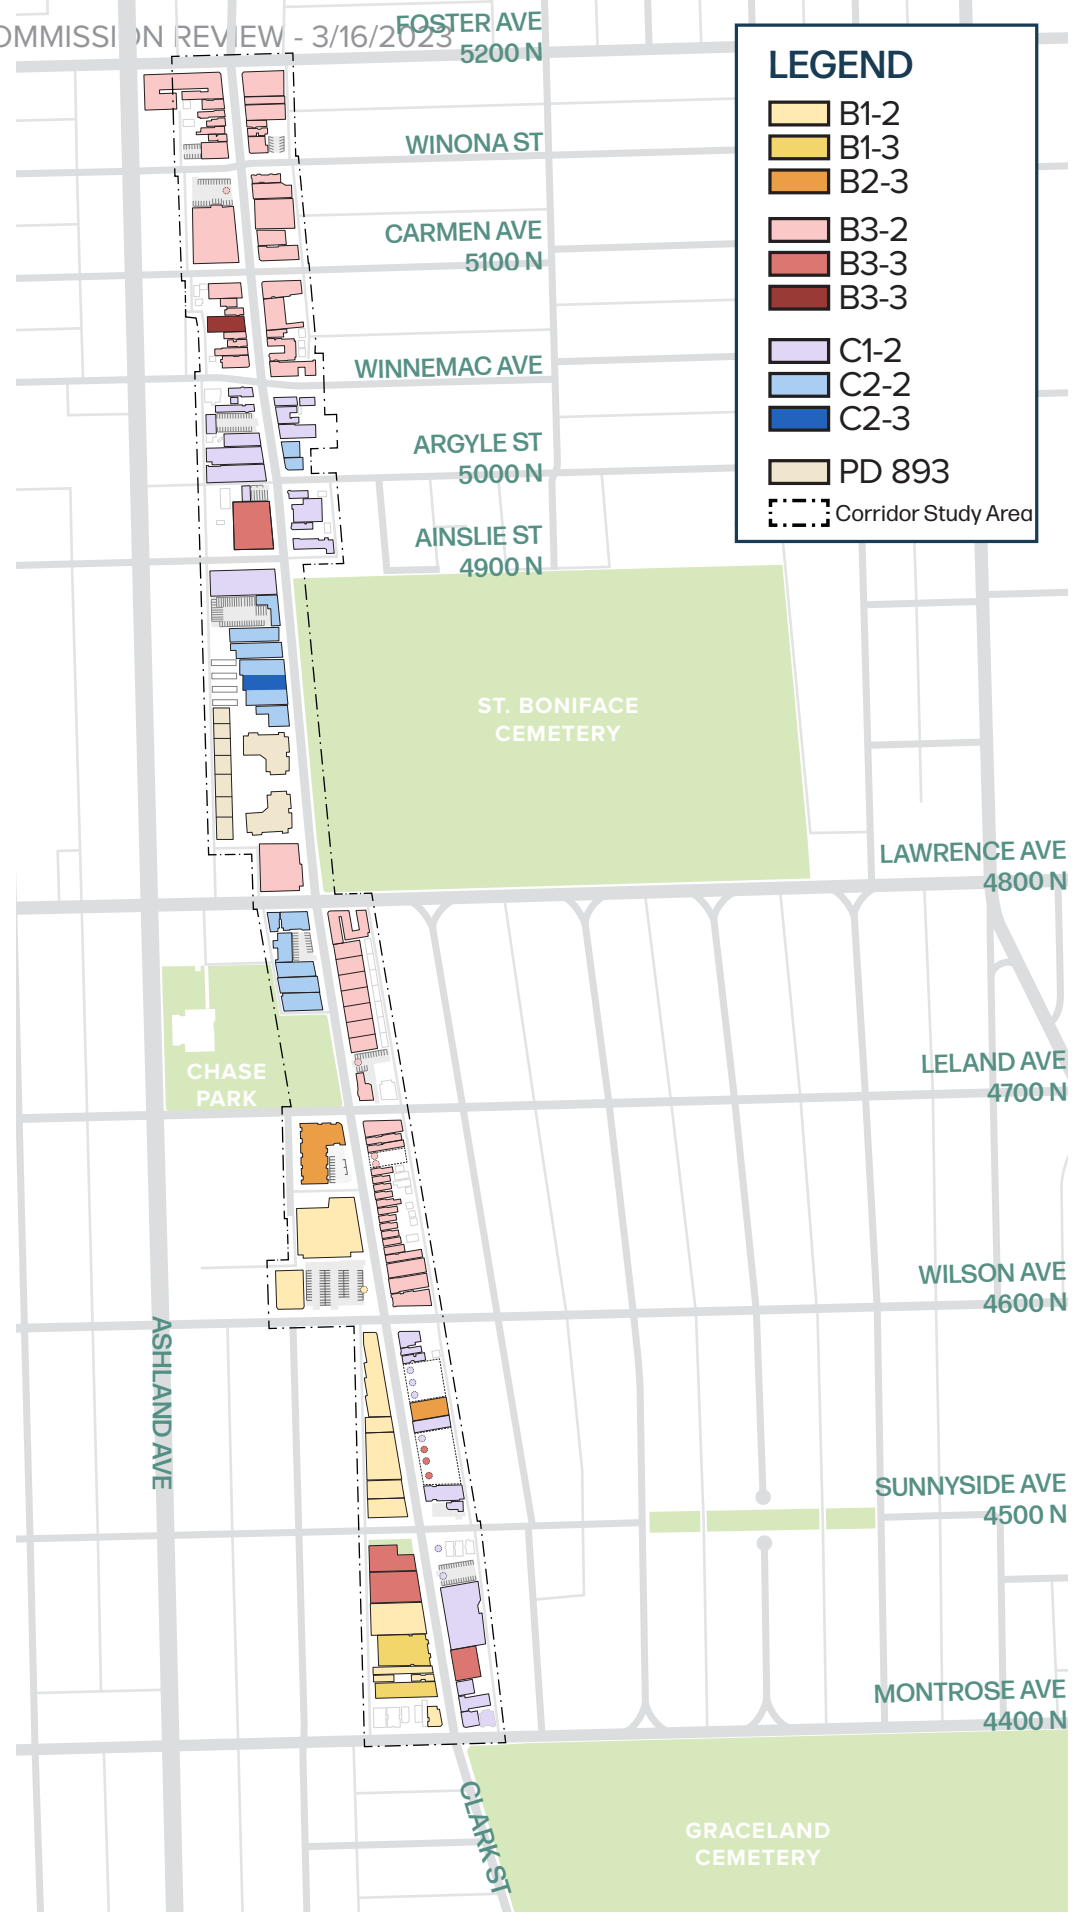 OMMISSION REVIEW - 3/16/2023
FOSTER AVE
5200 N
LEGEND
B1-2
B1-3
B2-3
B3-2
B3-3
B3-3
C1-2
C2-2
C2-3
PD 893
Corridor Study Area
WINONA ST
CARMEN AVE
5100 N
WINNEMAC AVE
ARGYLE ST
5000 N
AINSLIE ST
4900 N
ST. BONIFACE
CEMETERY
LAWRENCE AVE
4800 N
CHASE
PARK
LELAND AVE
4700 N
WILSON AVE
4600 N
ASHLAND AVE
SUNNYSIDE AVE
4500 N
MONTROSE AVE
4400 N
CLARK ST
GRACELAND
CEMETERY